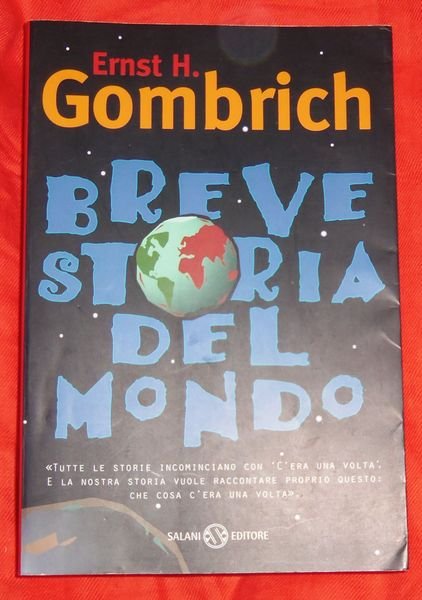 Ernst H.
Gombrich
BREVE
STORIA
DEL
MONDO
«TUTTE LE STORIE INCOMINCIANO CON 'C'ERA UNA VOLTA'.
E LA NOSTRA STORIA VUOLE RACCONTARE PROPRIO QUESTO:
CHE COSA C'ERA UNA VOLTA».
SALANI EDITORE